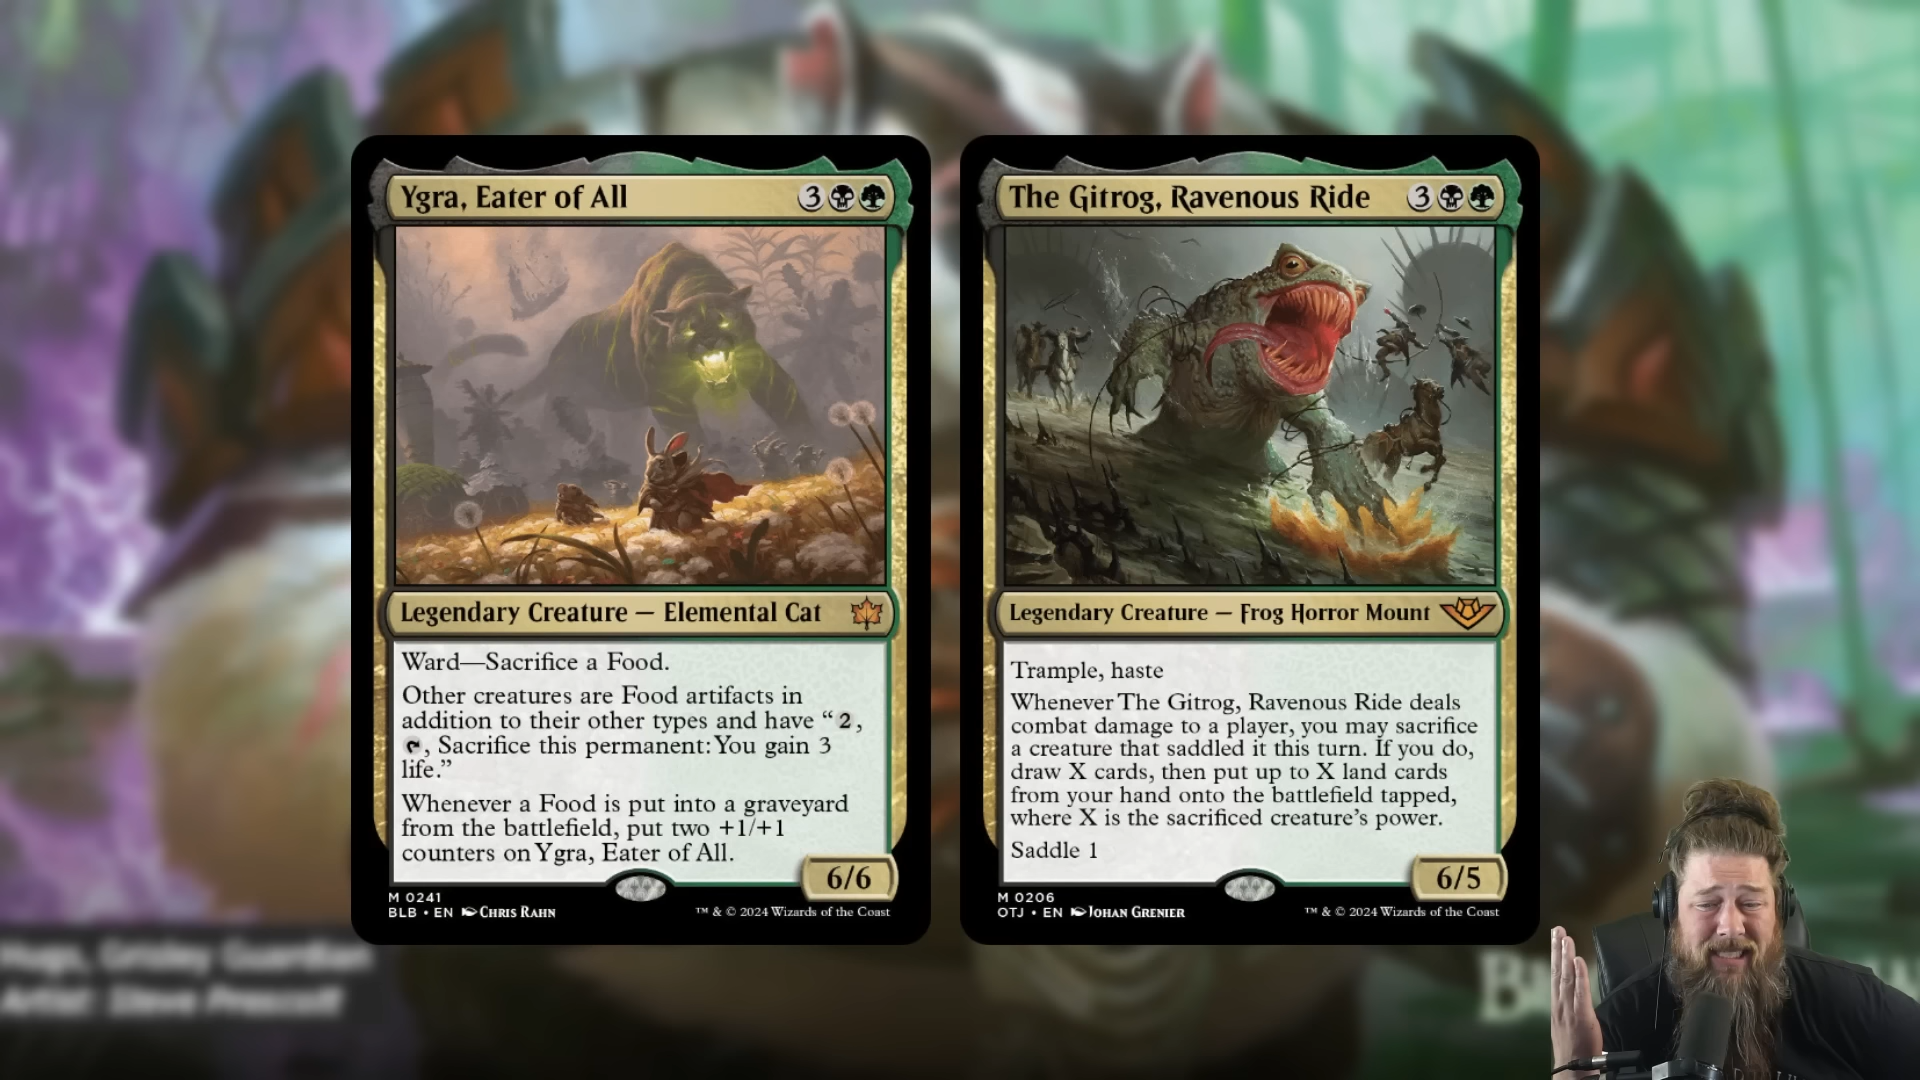 Ygra, Eater of All
3
Legendary Creature — Elemental Cat
Ward—Sacrifice a Food.
Other creatures are Food artifacts in
addition to their other types and have “2,
, Sacrifice this permanent: You gain 3
life.”
Whenever a Food is put into a graveyard
from the battlefield, put two +1/+1
counters on Ygra, Eater of All.
6/6
M 0241
BLB • EN Chris Rahn
™ & © 2024 Wizards of the Coast
The Gitrog, Ravenous Ride
3
Legendary Creature — Frog Horror Mount
Trample, haste
Whenever The Gitrog, Ravenous Ride deals
combat damage to a player, you may sacrifice
a creature that saddled it this turn. If you do,
draw X cards, then put up to X land cards
from your hand onto the battlefield tapped,
where X is the sacrificed creature’s power.
Saddle 1
6/5
M 0206
OTJ • EN Johan Grenier
™ & © 2024 Wizards of the Coast
Hugs, Grisly Guardian
Artist: Steve Prescott